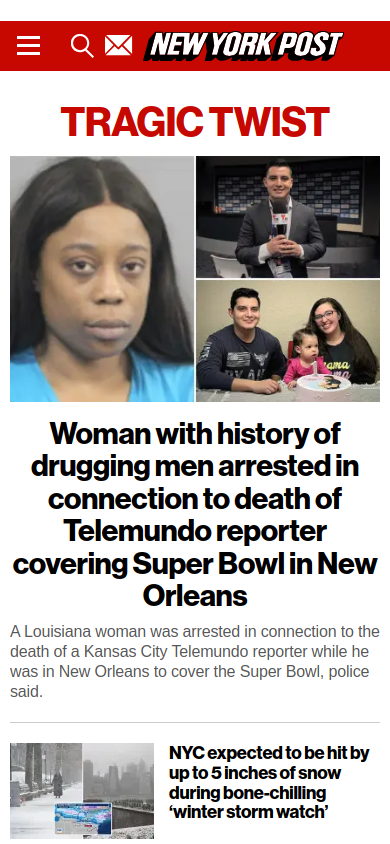 NEW YORK POST
TRAGIC TWIST
Woman with history of
drugging men arrested in
connection to death of
Telemundo reporter
covering Super Bowl in New
Orleans
A Louisiana woman was arrested in connection to the
death of a Kansas City Telemundo reporter while he
was in New Orleans to cover the Super Bowl, police
said.
NYC expected to be hit by
up to 5 inches of snow
during bone-chilling
‘winter storm watch’